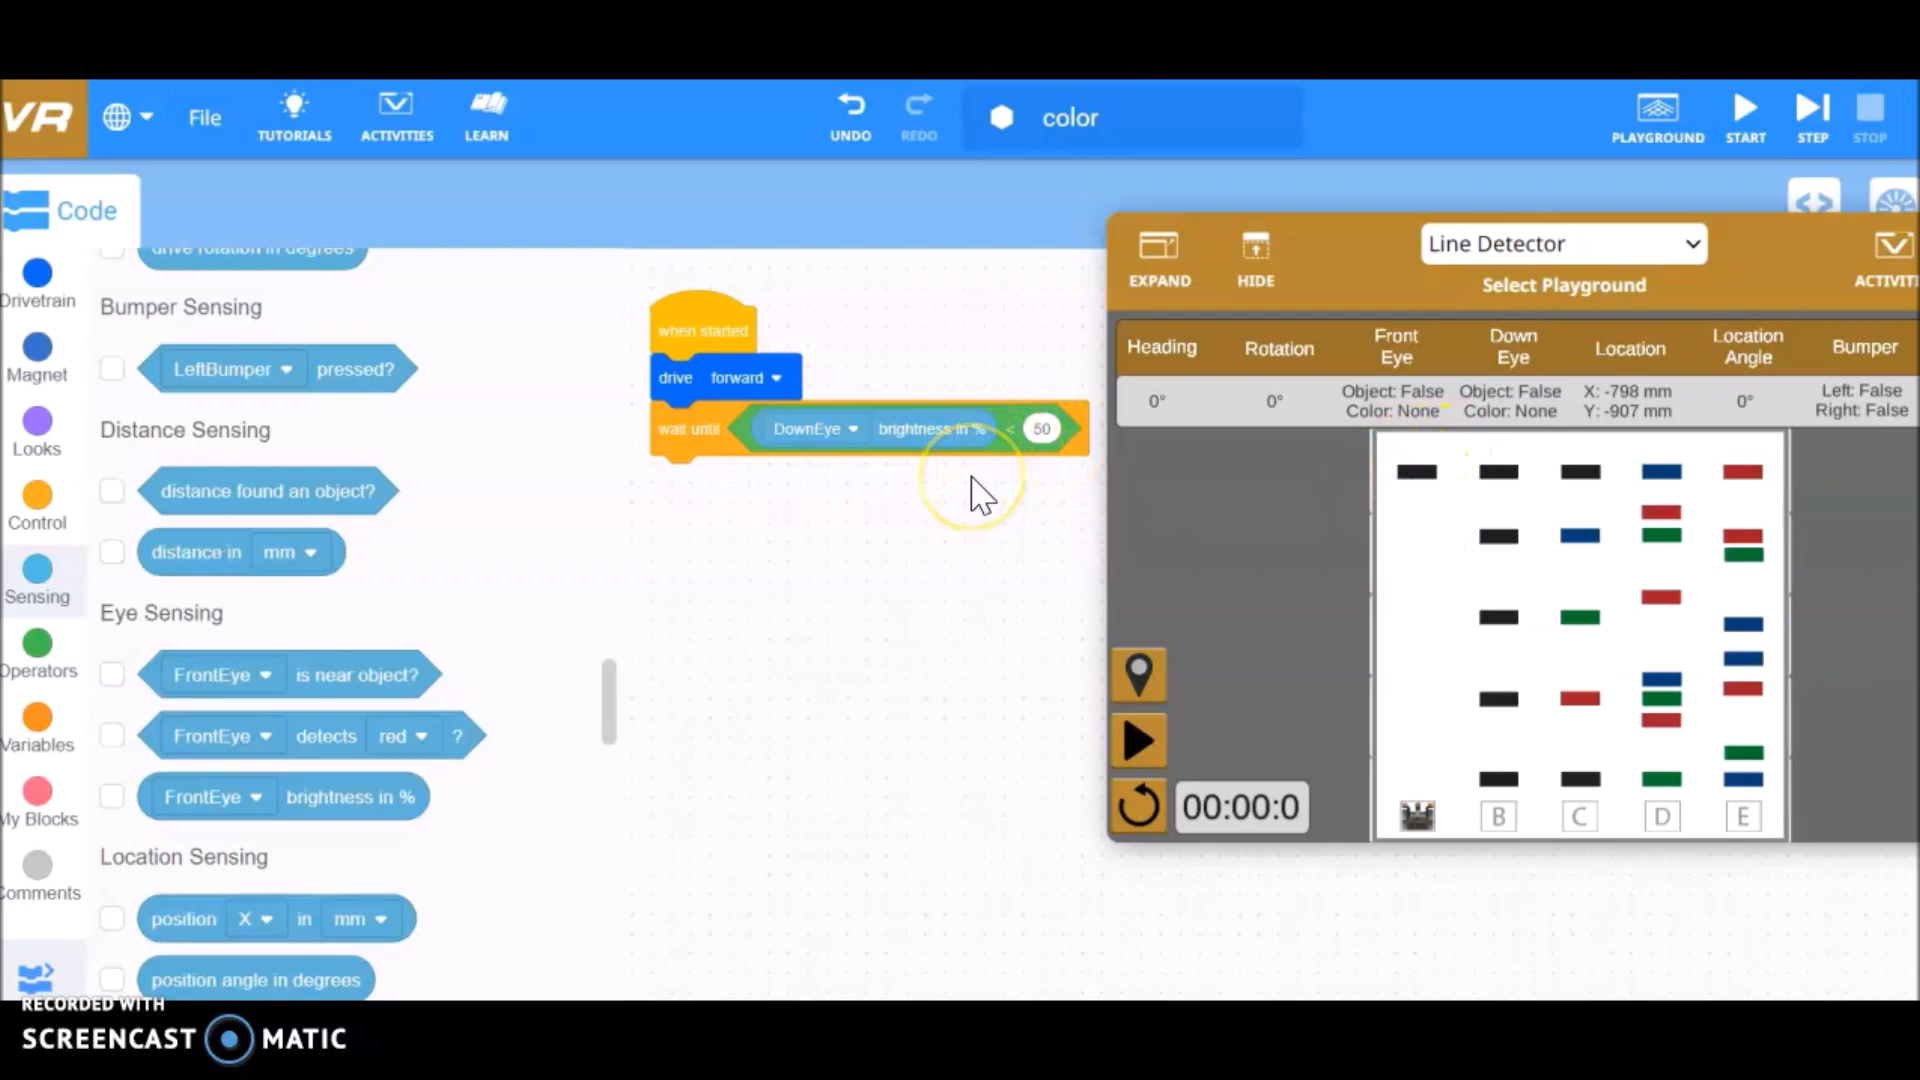 VR
File
TUTORIALS
ACTIVITIES
LEARN
UNDO
REDO
color
PLAYGROUND
START
STEP
STOP
Code
Drivetrain
Magnet
Looks
Control
Sensing
Operators
Variables
My Blocks
Comments
drive rotation in degrees
Bumper Sensing
LeftBumper pressed?
Distance Sensing
distance found an object?
distance in mm
Eye Sensing
FrontEye is near object?
FrontEye detects red ?
FrontEye brightness in %
Location Sensing
position X in mm
position angle in degrees
when started
drive forward
wait until DownEye brightness in % < 50
EXPAND
HIDE
Line Detector
Select Playground
ACTIVITI
Heading
Rotation
Front Eye
Down Eye
Location
Location Angle
Bumper
0°
0°
Object: False
Color: None
Object: False
Color: None
X: -798 mm
Y: -907 mm
0°
Left: False
Right: False
00:00:0
B
C
D
E
RECORDED WITH
SCREENCAST MATIC